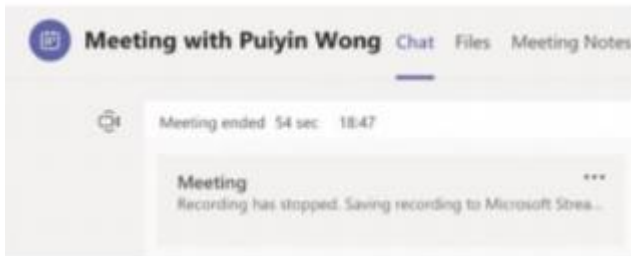 Meeting with Puiyin Wong Chat Files Meeting Notes
Meeting ended 54 sec 18:47
Meeting
Recording has stopped. Saving recording to Microsoft Strea...